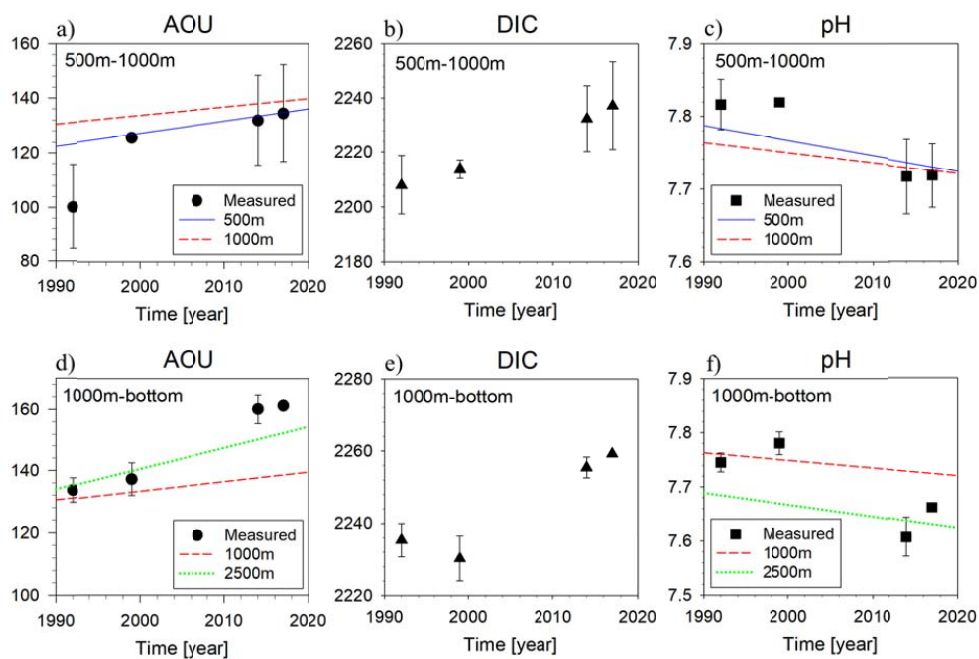 a) AOU
500m-1000m
160
140
120
100
80
Measured
500m
1000m
1990 2000 2010 2020
Time [year]
b) DIC
500m-1000m
2260
2240
2220
2200
2180
1990 2000 2010 2020
Time [year]
c) pH
500m-1000m
7.9
7.8
7.7
7.6
Measured
500m
1000m
1990 2000 2010 2020
Time [year]
d) AOU
1000m-bottom
160
140
120
100
Measured
1000m
2500m
1990 2000 2010 2020
Time [year]
e) DIC
1000m-bottom
2280
2260
2240
2220
1990 2000 2010 2020
Time [year]
f) pH
1000m-bottom
7.9
7.8
7.7
7.6
7.5
Measured
1000m
2500m
1990 2000 2010 2020
Time [year]